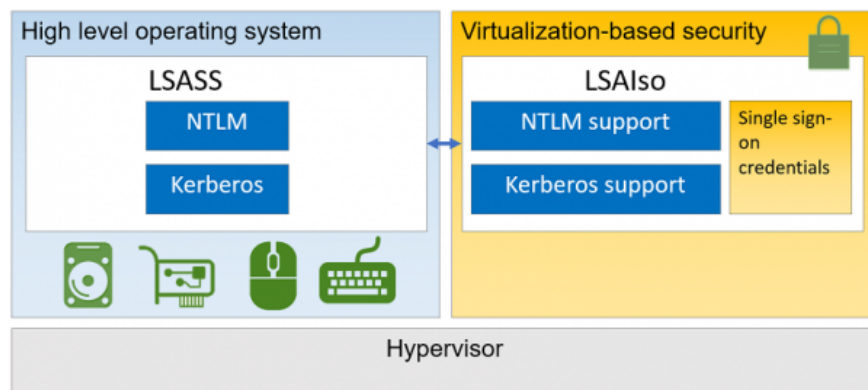 High level operating system
LSASS
NTLM
Kerberos
Virtualization-based security
LSAIso
NTLM support
Kerberos support
Single sign-
on
credentials
Hypervisor